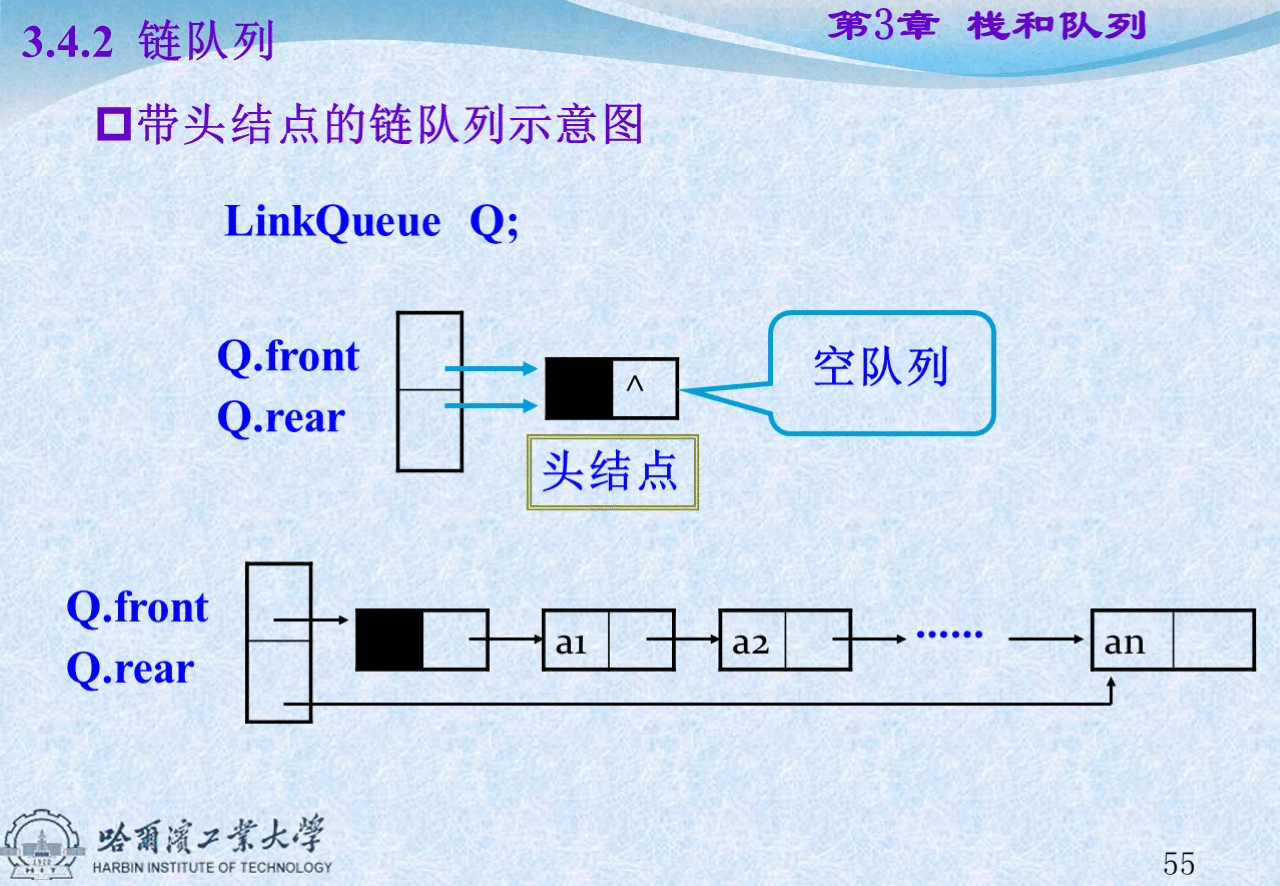 3.4.2 链队列
第3章 栈和队列
带头结点的链队列示意图
LinkQueue Q;
Q.front
Q.rear
^
空队列
头结点
Q.front
Q.rear
a1 a2 ...... an
哈爾濱工業大學
HARBIN INSTITUTE OF TECHNOLOGY
1920
HIT
55